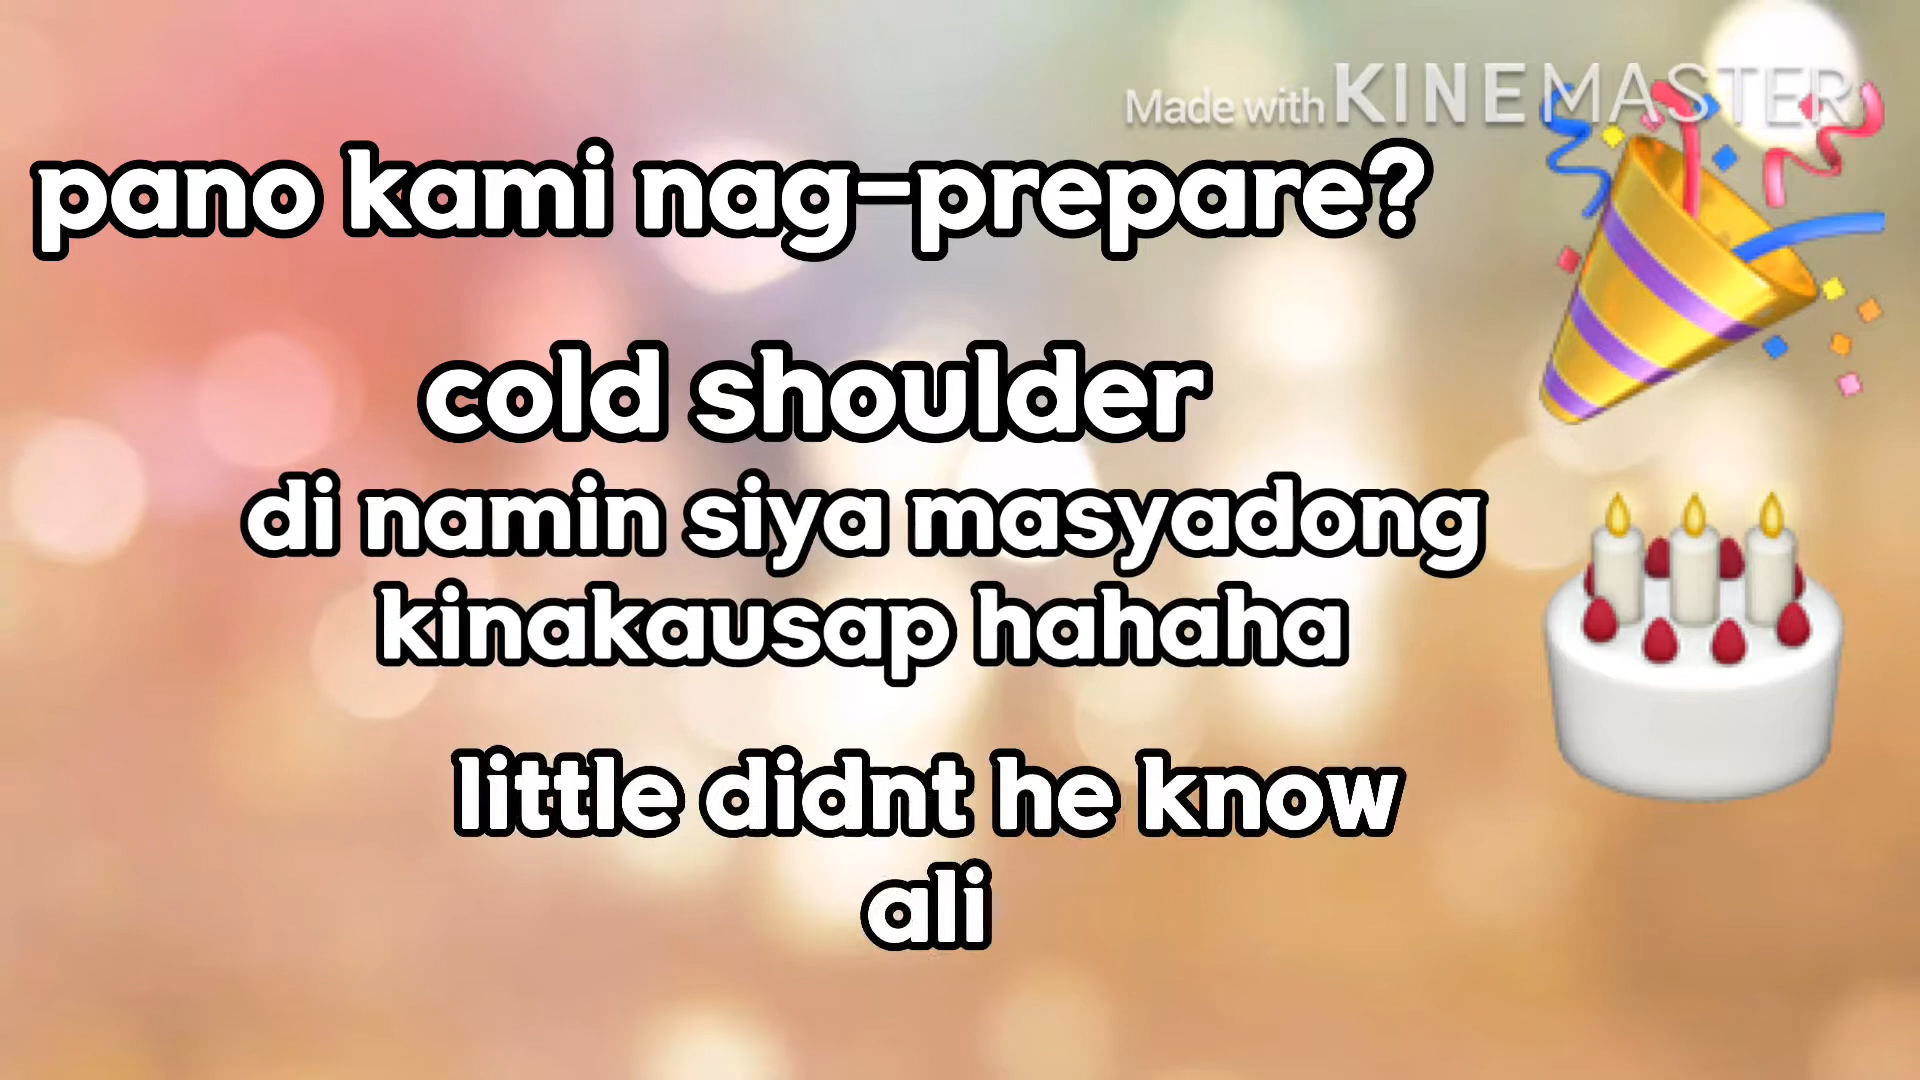 Made with KINEMASTER
pano kami nag-prepare?
cold shoulder
di namin siya masyadong
kinakausap hahaha
little didnt he know
ali